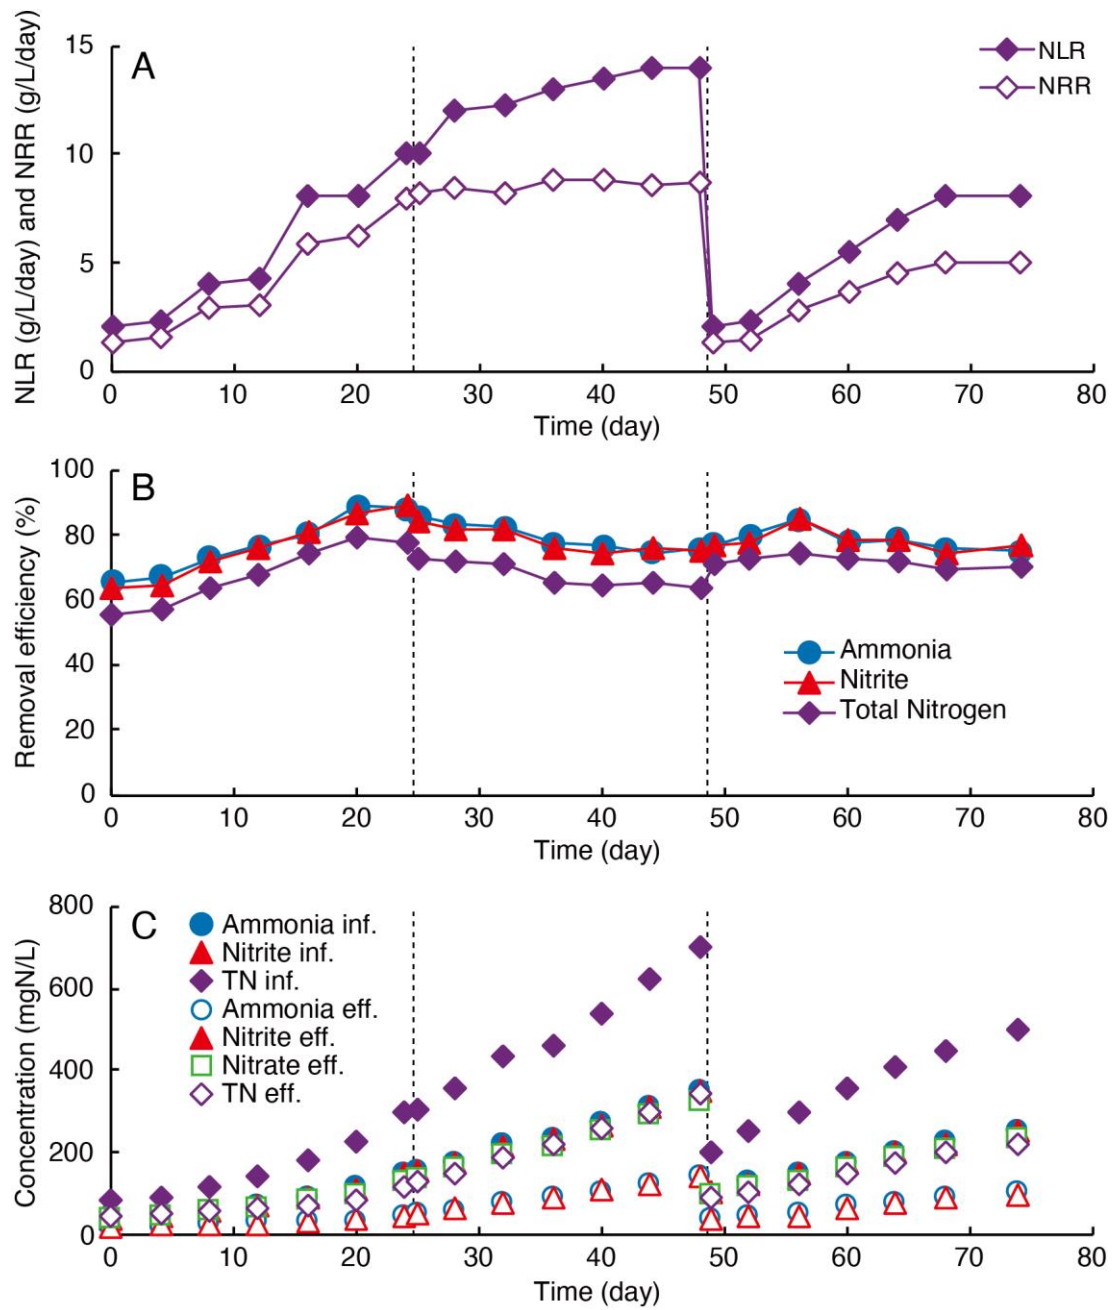 A
NLR (g/L/day) and NRR (g/L/day)
15
10
5
0
NLR
NRR
0 10 20 30 40 50 60 70 80
Time (day)
B
Removal efficiency (%)
100
80
60
40
20
0
Ammonia
Nitrite
Total Nitrogen
0 10 20 30 40 50 60 70 80
Time (day)
C
Concentration (mgN/L)
800
600
400
200
0
Ammonia inf.
Nitrite inf.
TN inf.
Ammonia eff.
Nitrite eff.
Nitrate eff.
TN eff.
0 10 20 30 40 50 60 70 80
Time (day)